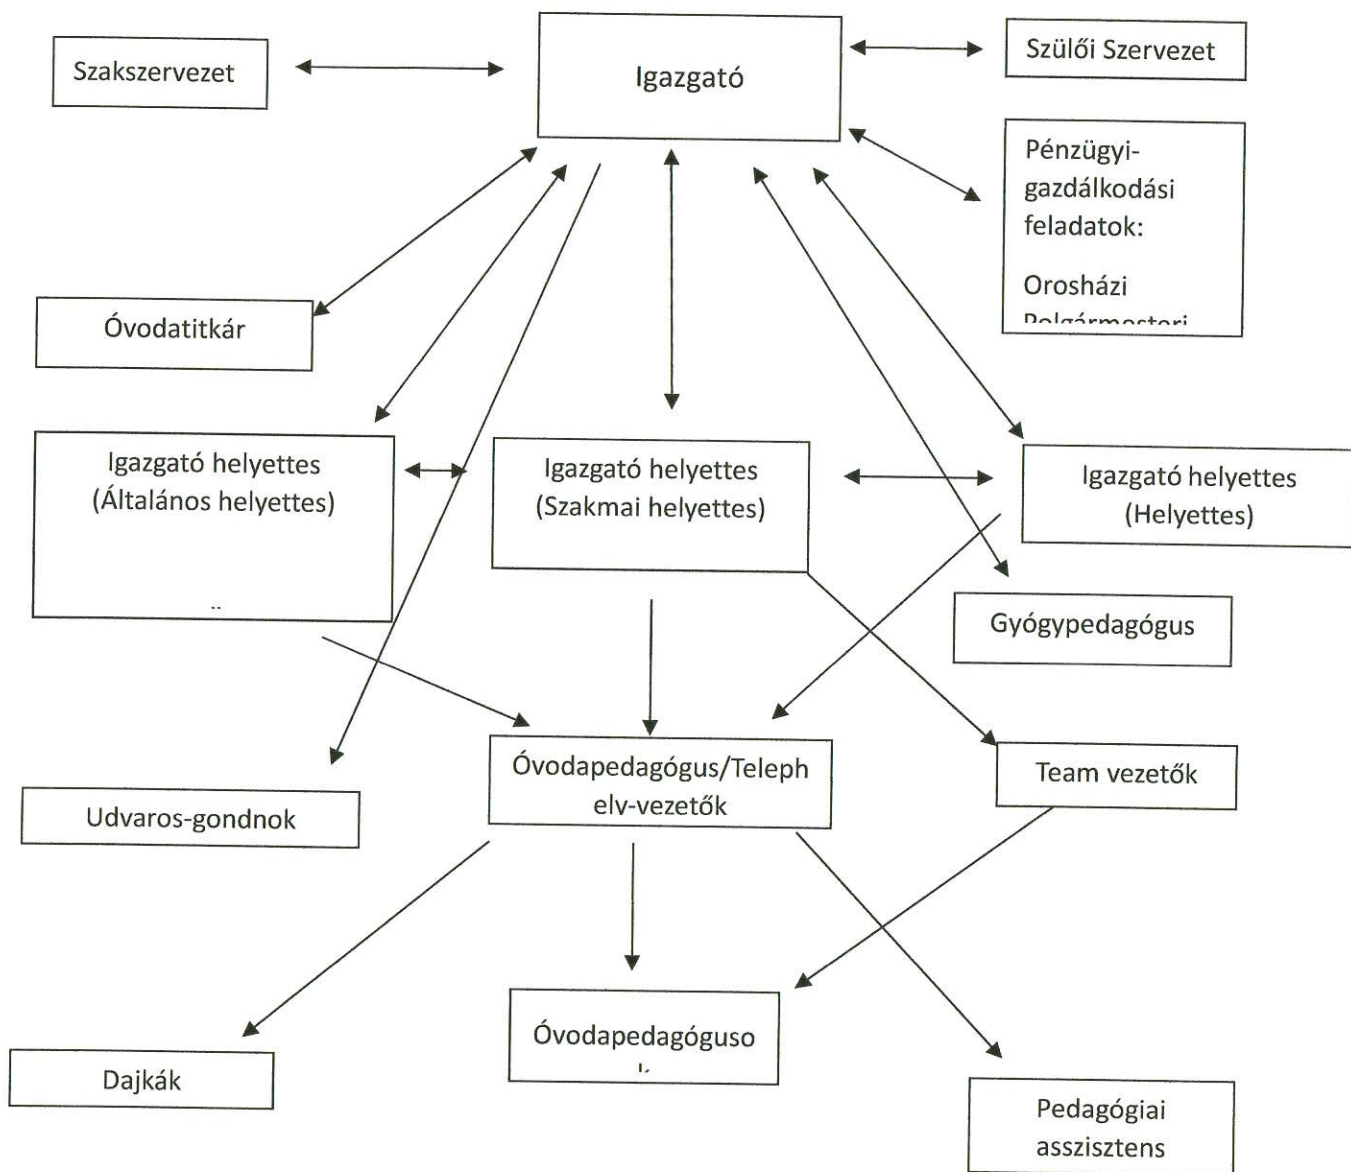 Szakszervezet
Igazgató
Szülői Szervezet
Pénzügyi-
gazdálkodási
feladatok:
Orosházi
Óvodatitkár
Igazgató helyettes
(Általános helyettes)
Igazgató helyettes
(Szakmai helyettes)
Igazgató helyettes
(Helyettes)
Gyógypedagógus
Óvodapedagógus/Teleph
ely-vezetők
Team vezetők
Udvaros-gondnok
Óvodapedagóguso
Dajkák
Pedagógiai
asszisztens